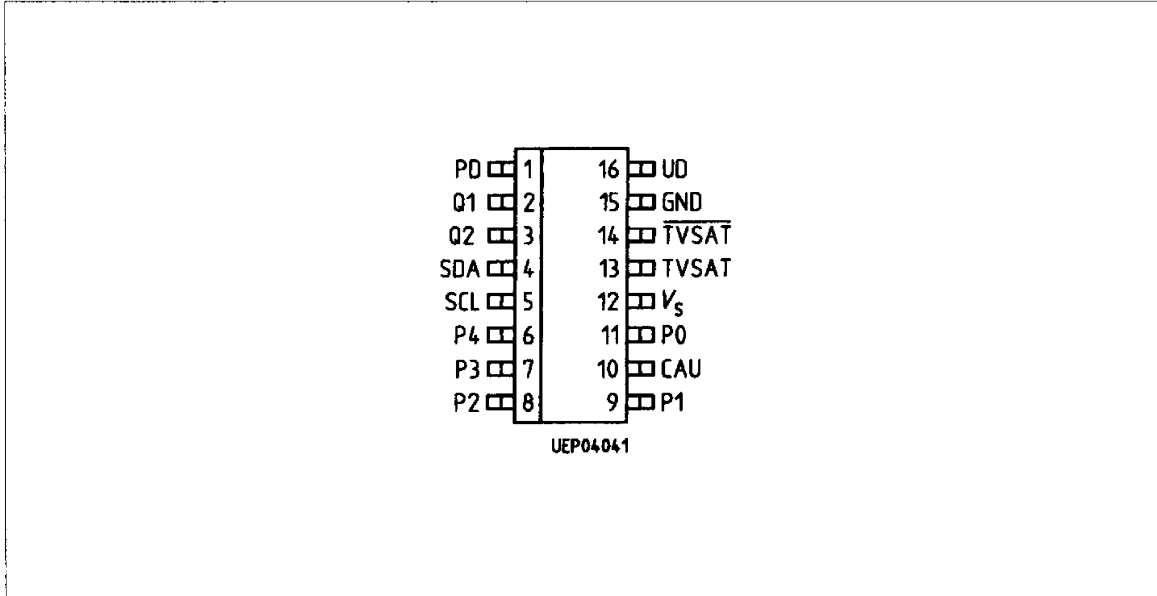 PD 1 16 UD
Q1 2 15 GND
Q2 3 14 T̅V̅S̅A̅T̅
SDA 4 13 TVSAT
SCL 5 12 Vs
P4 6 11 P0
P3 7 10 CAU
P2 8 9 P1
UEP04041